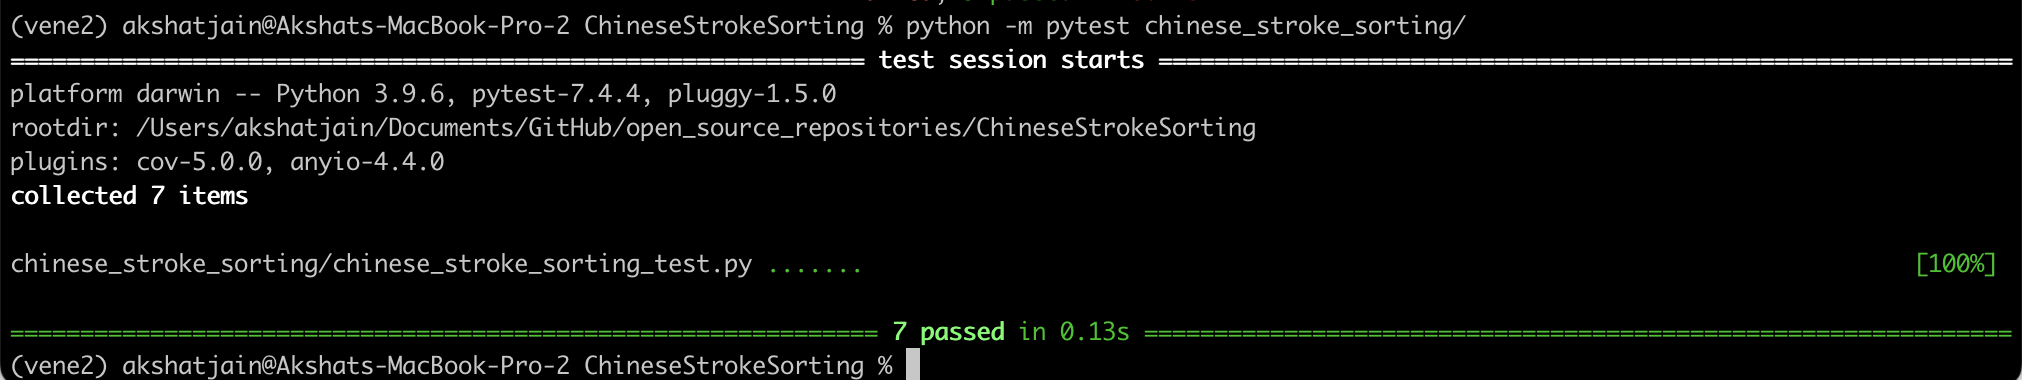 (vene2) akshatjain@Akshats-MacBook-Pro-2 ChineseStrokeSorting % python -m pytest chinese_stroke_sorting/
============================================================= test session starts =============================================================
platform darwin -- Python 3.9.6, pytest-7.4.4, pluggy-1.5.0
rootdir: /Users/akshatjain/Documents/GitHub/open_source_repositories/ChineseStrokeSorting
plugins: cov-5.0.0, anyio-4.4.0
collected 7 items
chinese_stroke_sorting/chinese_stroke_sorting_test.py ....... [100%]
============================================================== 7 passed in 0.13s ==============================================================
(vene2) akshatjain@Akshats-MacBook-Pro-2 ChineseStrokeSorting %